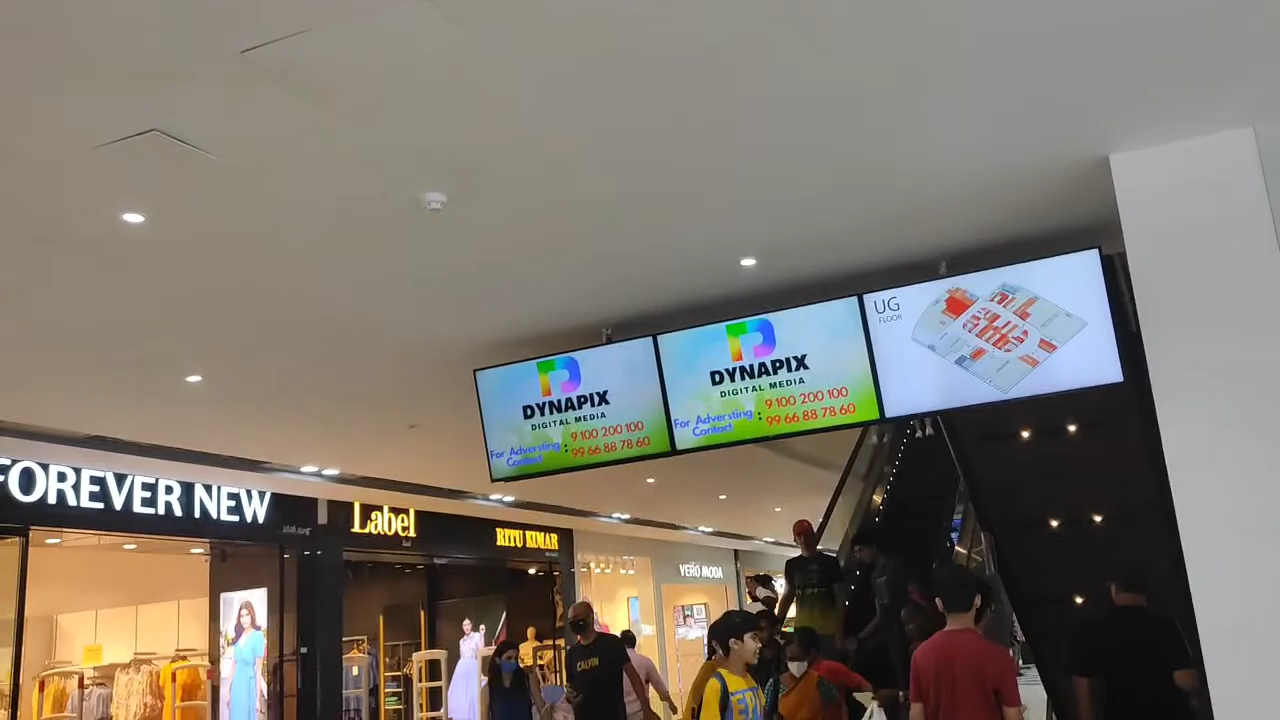 DYNAPIX
DIGITAL MEDIA
For Adversting
Contact
:
9 100 200 100
99 66 88 78 60
DYNAPIX
DIGITAL MEDIA
For Adversting
Contact
:
9 100 200 100
99 66 88 78 60
UG
FLOOR
FOREVER NEW
Label
RITU KUMAR
VERO MODA
CALVIN